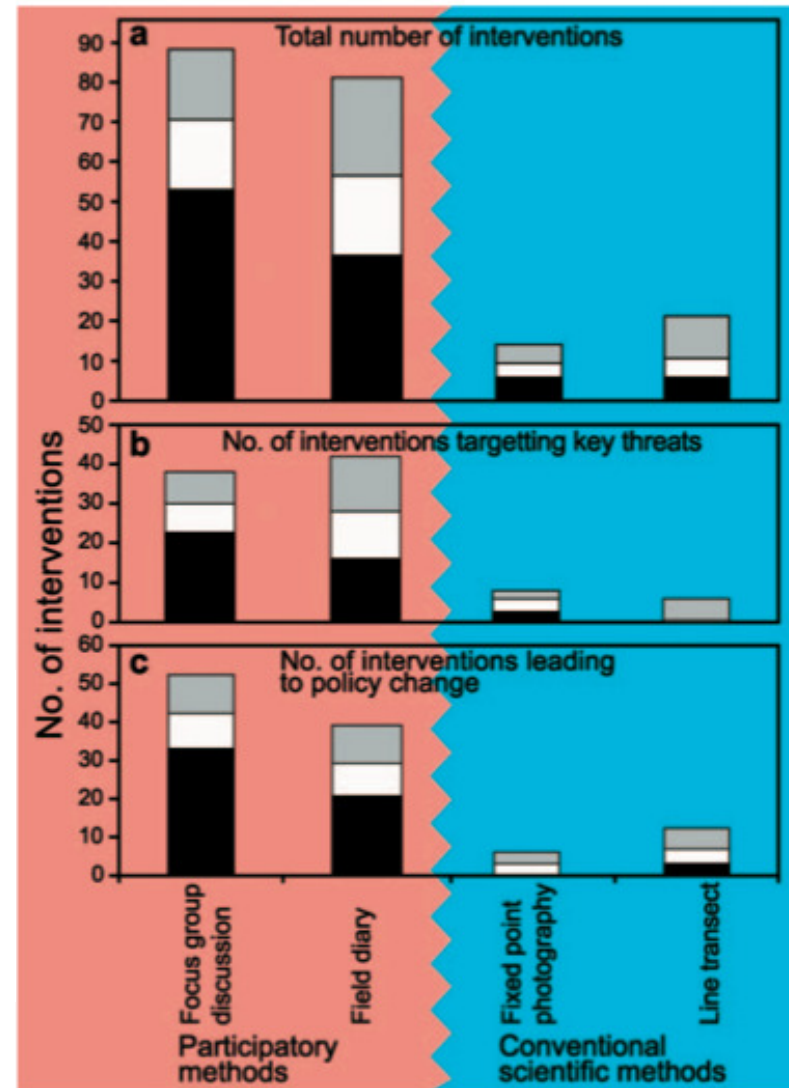 a Total number of interventions
90
80
70
60
50
40
30
20
10
0
b No. of interventions targetting key threats
50
40
30
20
10
0
c No. of interventions leading
to policy change
60
50
40
30
20
10
0
No. of interventions
Focus group
discussion
Field diary
Fixed point
photography
Line transect
Participatory
methods
Conventional
scientific methods